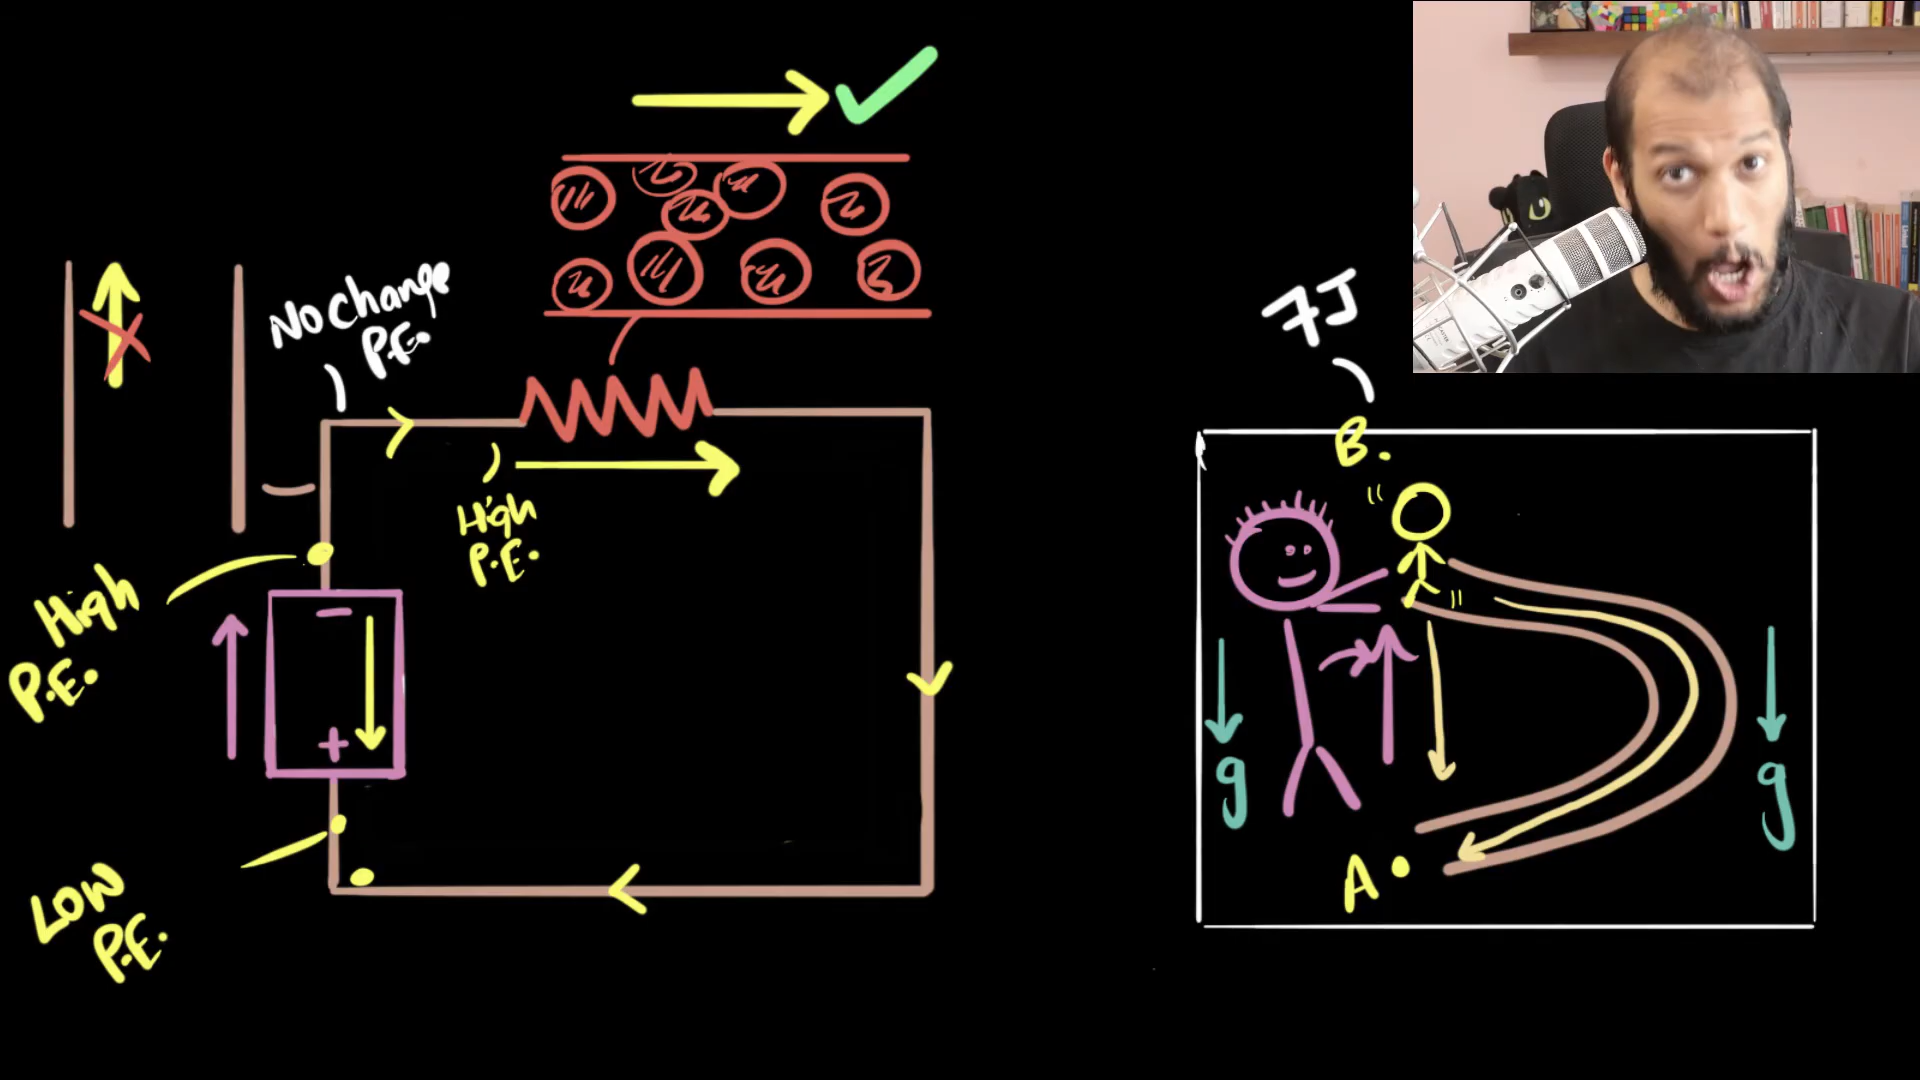 No change
P.E.
High
P.E.
High
P.E.
−
+
Low
P.E.
7J
B.
g
g
A.